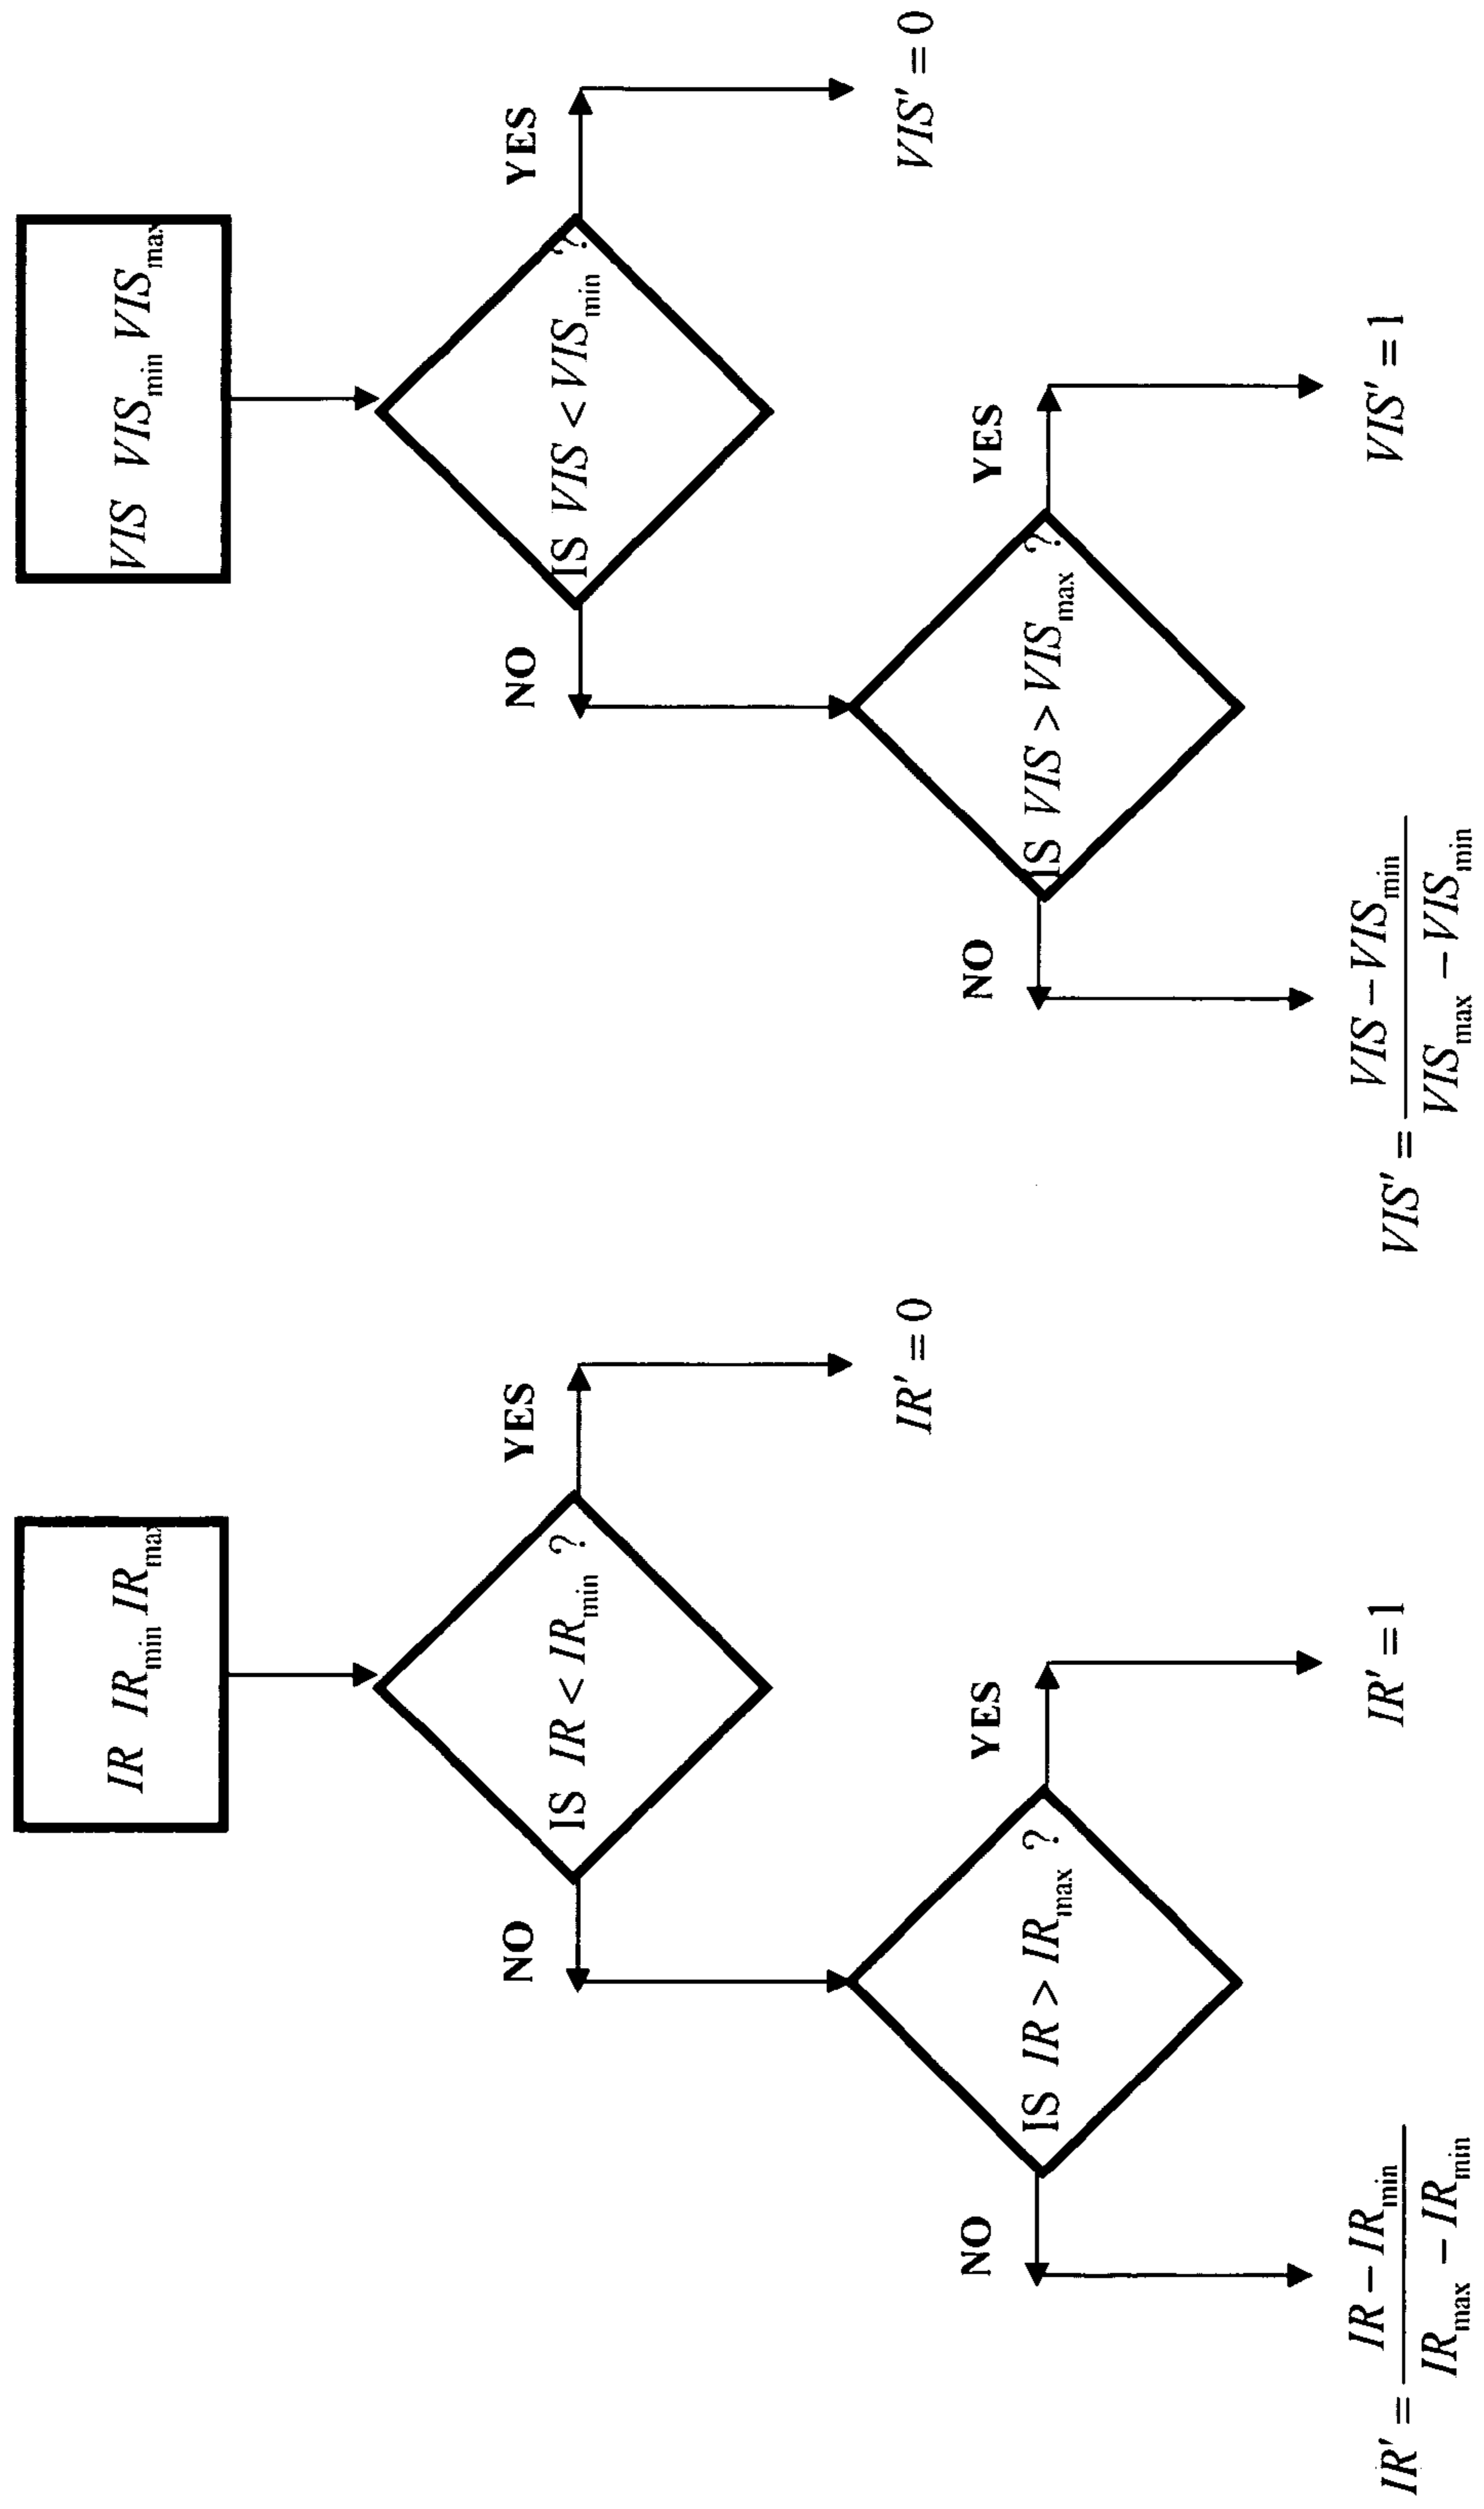 IR IR_min IR_ma
IS IR < IR_min ?
NO
YES
IR′ = 0
IS IR > IR_max ?
NO
YES
IR′ = (IR − IR_min) / (IR_max − IR_min)
IR′ = 1
VIS VIS_min VIS_max
IS VIS < VIS_min ?
NO
YES
VIS′ = 0
IS VIS > VIS_max ?
NO
YES
VIS′ = (VIS − VIS_min) / (VIS_max − VIS_min)
VIS′ = 1